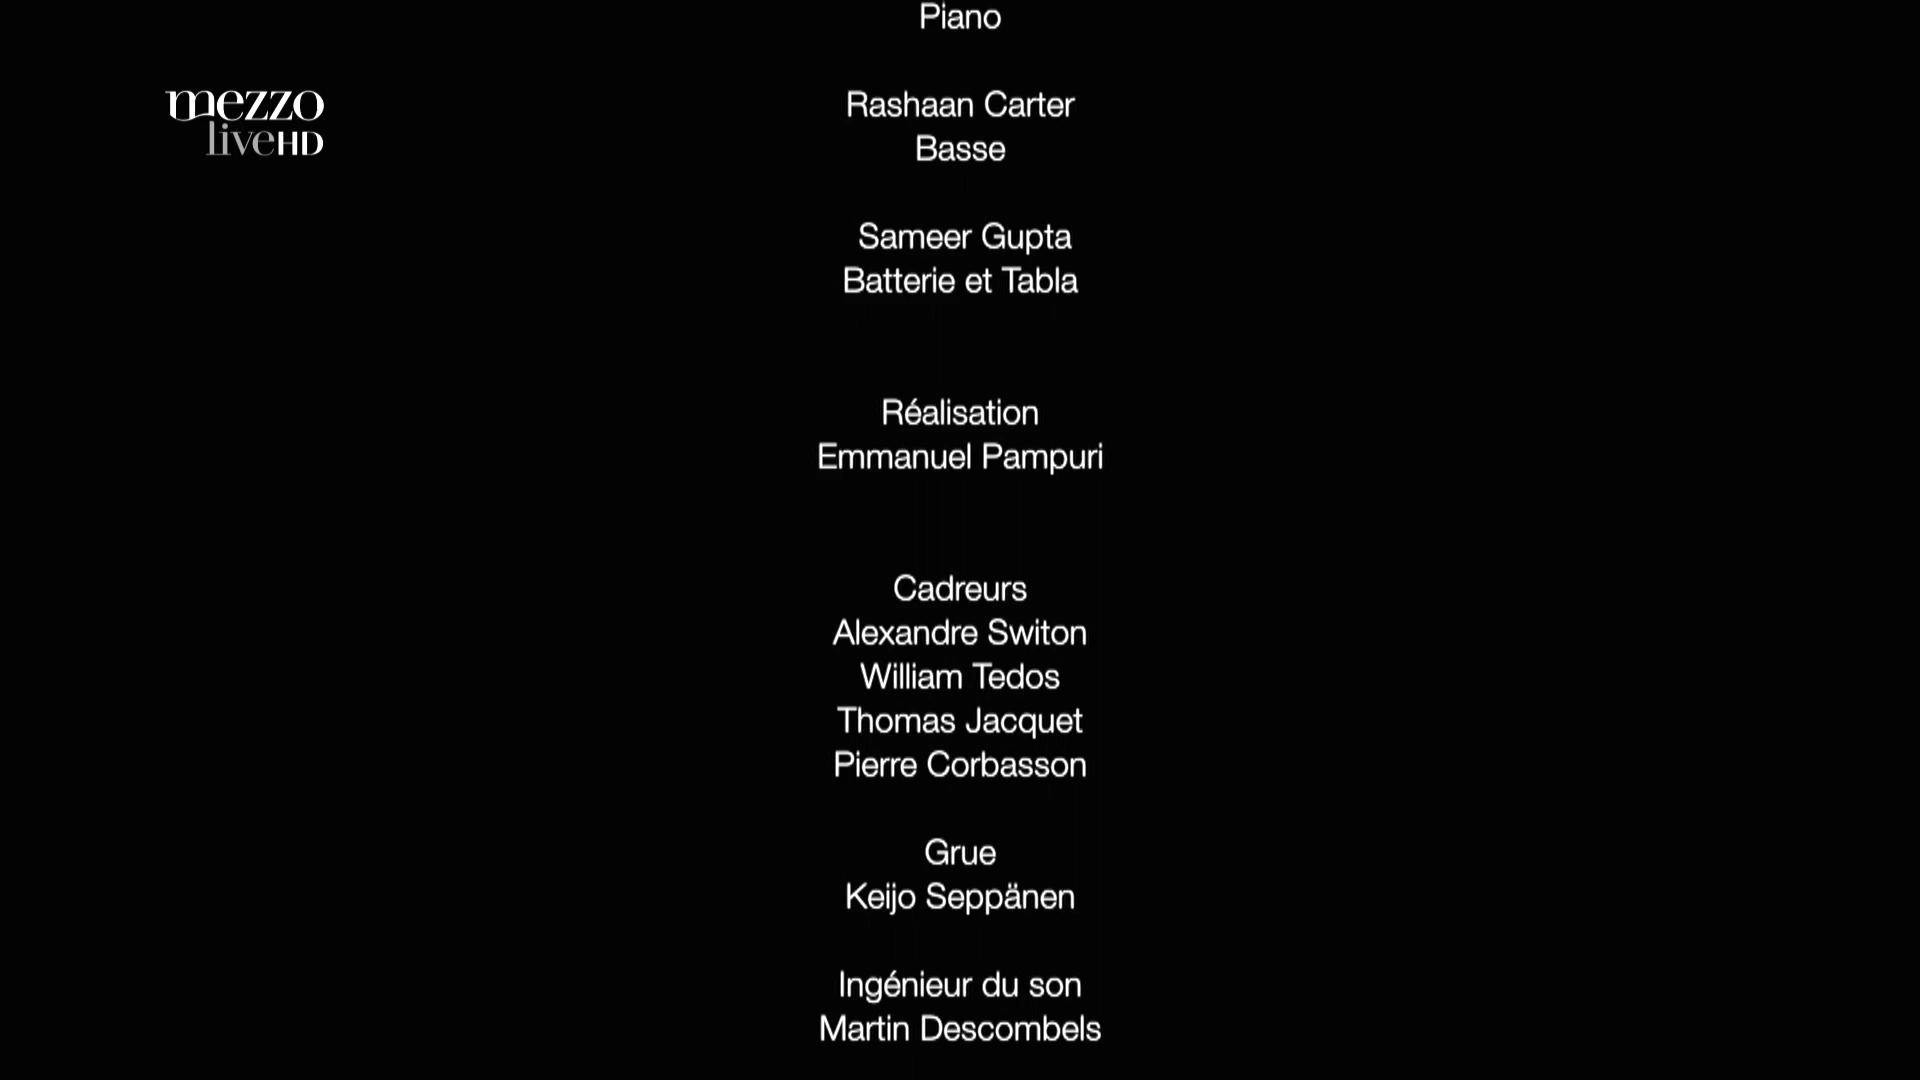 Piano
mezzo
liveHD
Rashaan Carter
Basse
Sameer Gupta
Batterie et Tabla
Réalisation
Emmanuel Pampuri
Cadreurs
Alexandre Switon
William Tedos
Thomas Jacquet
Pierre Corbasson
Grue
Keijo Seppänen
Ingénieur du son
Martin Descombels